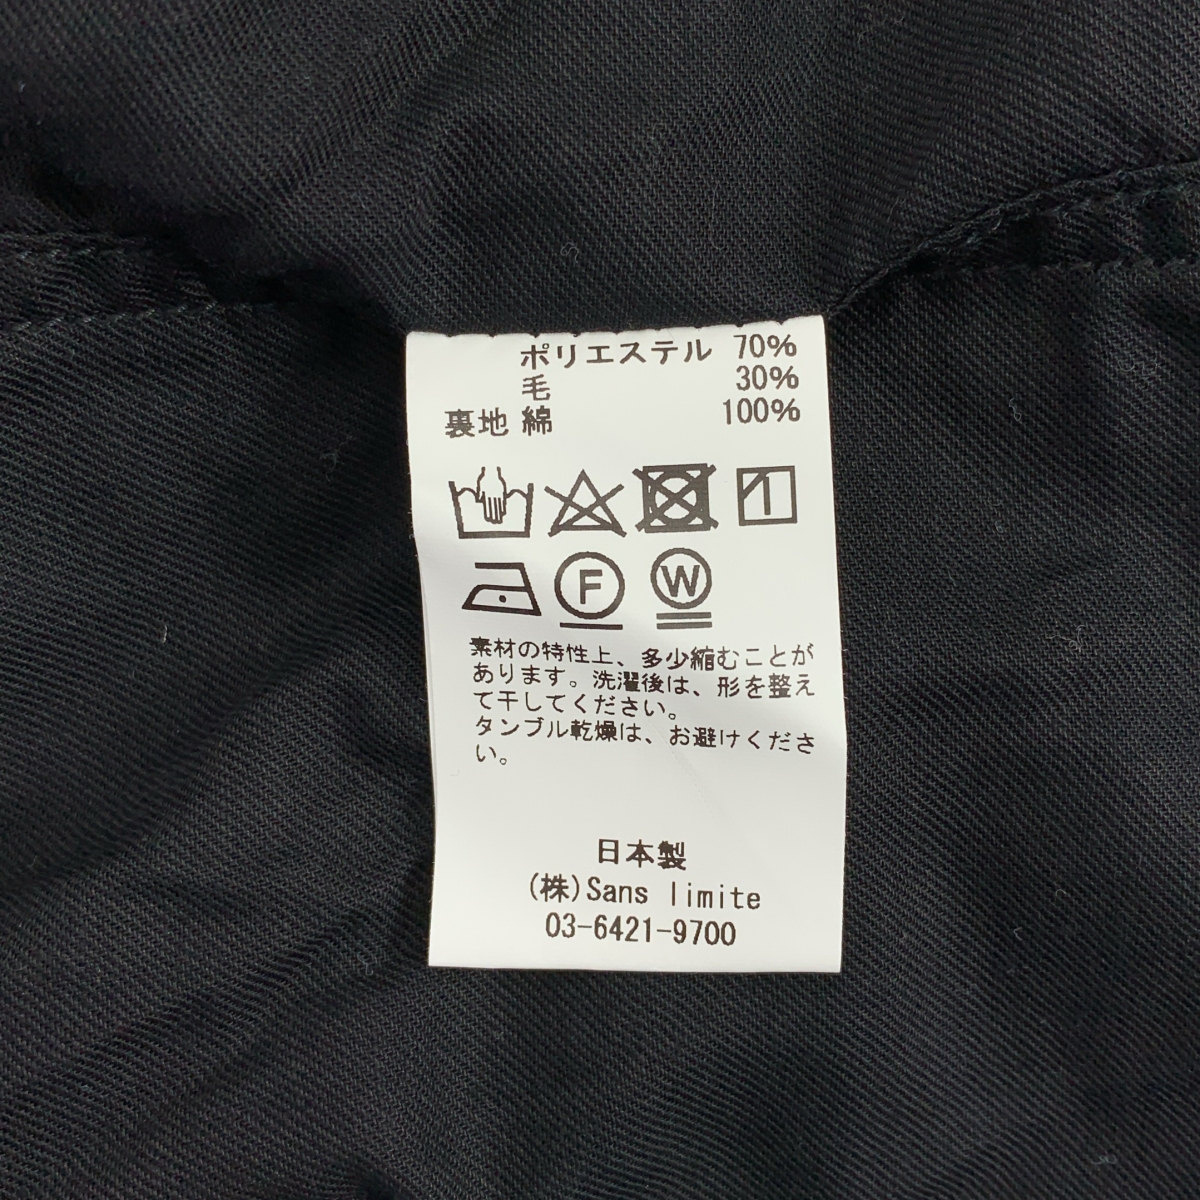 ポリエステル 70%
毛 30%
裏地 綿 100%
F W
素材の特性上、多少縮むことが
あります。洗濯後は、形を整え
て干してください。
タンブル乾燥は、お避けくださ
い。
日本製
(株)Sans limite
03-6421-9700